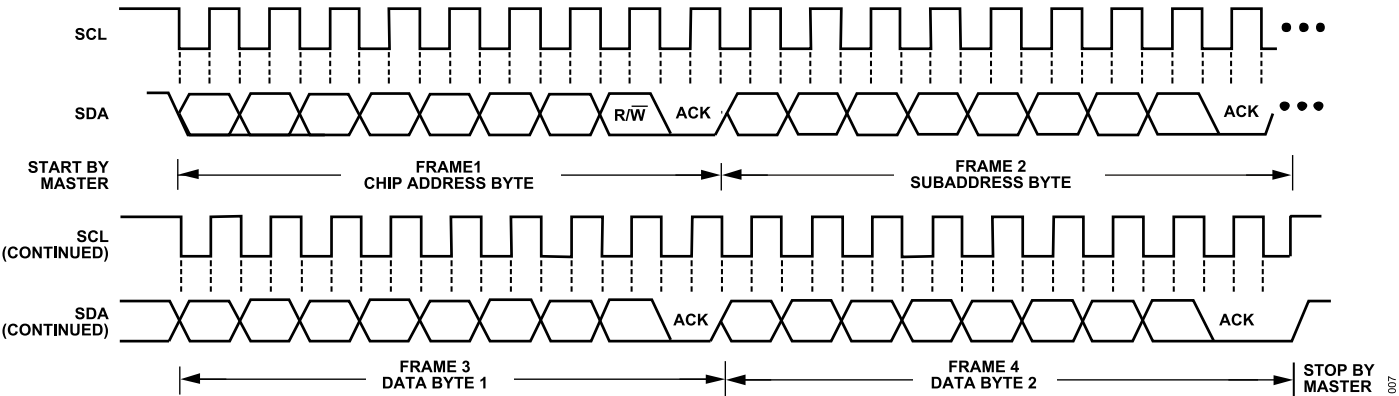 SCL
SDA
R/W
ACK
ACK
START BY
MASTER
FRAME1
CHIP ADDRESS BYTE
FRAME 2
SUBADDRESS BYTE
SCL
(CONTINUED)
SDA
(CONTINUED)
ACK
ACK
FRAME 3
DATA BYTE 1
FRAME 4
DATA BYTE 2
STOP BY
MASTER
007